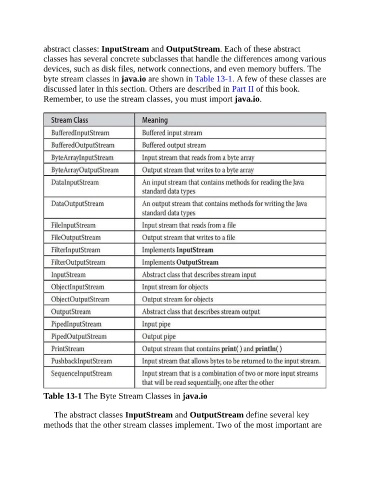 abstract classes: InputStream and OutputStream. Each of these abstract
classes has several concrete subclasses that handle the differences among various
devices, such as disk files, network connections, and even memory buffers. The
byte stream classes in java.io are shown in Table 13-1. A few of these classes are
discussed later in this section. Others are described in Part II of this book.
Remember, to use the stream classes, you must import java.io.
Stream Class Meaning
BufferedInputStream Buffered input stream
BufferedOutputStream Buffered output stream
ByteArrayInputStream Input stream that reads from a byte array
ByteArrayOutputStream Output stream that writes to a byte array
DataInputStream An input stream that contains methods for reading the Java
standard data types
DataOutputStream An output stream that contains methods for writing the Java
standard data types
FileInputStream Input stream that reads from a file
FileOutputStream Output stream that writes to a file
FilterInputStream Implements InputStream
FilterOutputStream Implements OutputStream
InputStream Abstract class that describes stream input
ObjectInputStream Input stream for objects
ObjectOutputStream Output stream for objects
OutputStream Abstract class that describes stream output
PipedInputStream Input pipe
PipedOutputStream Output pipe
PrintStream Output stream that contains print( ) and println( )
PushbackInputStream Input stream that allows bytes to be returned to the input stream.
SequenceInputStream Input stream that is a combination of two or more input streams
that will be read sequentially, one after the other
Table 13-1 The Byte Stream Classes in java.io
The abstract classes InputStream and OutputStream define several key
methods that the other stream classes implement. Two of the most important are